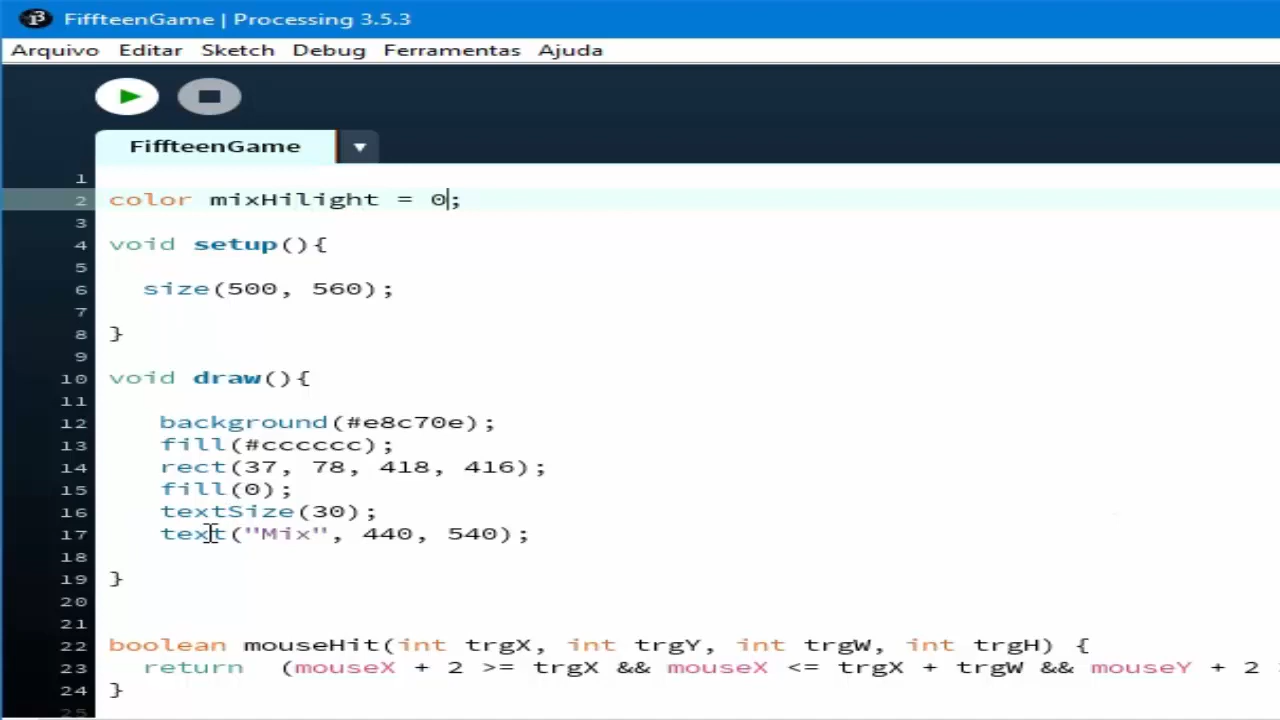 FiffteenGame | Processing 3.5.3
Arquivo Editar Sketch Debug Ferramentas Ajuda
FiffteenGame
1
2 color mixHilight = 0;
3
4 void setup(){
5
6 size(500, 560);
7
8 }
9
10 void draw(){
11
12 background(#e8c70e);
13 fill(#cccccc);
14 rect(37, 78, 418, 416);
15 fill(0);
16 textSize(30);
17 text("Mix", 440, 540);
18
19 }
20
21
22 boolean mouseHit(int trgX, int trgY, int trgW, int trgH) {
23 return (mouseX + 2 >= trgX && mouseX <= trgX + trgW && mouseY + 2
24 }
25